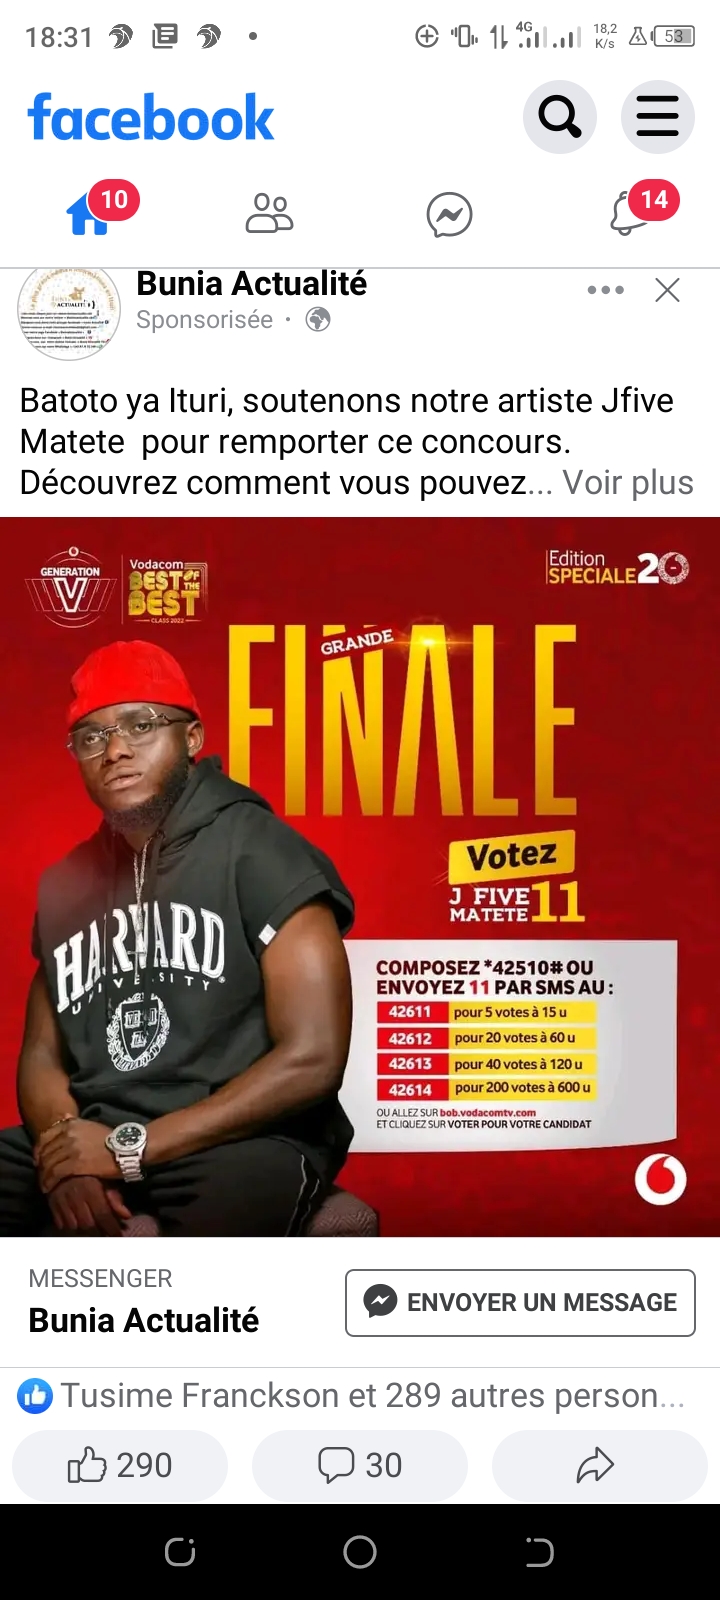 18:31
4G
18,2
K/s
53
facebook
10
14
Bunia Actualité
ACTUALITÉ
Sponsorisée ·
Batoto ya Ituri, soutenons notre artiste Jfive
Matete pour remporter ce concours.
Découvrez comment vous pouvez... Voir plus
GENERATION
V
Vodacom
BEST OF THE
BEST
CLASS 2022
Edition
SPECIALE 20
GRANDE
FINALE
Votez
J FIVE
MATETE 11
HARVARD
UNIVERSITY
COMPOSEZ *42510# OU
ENVOYEZ 11 PAR SMS AU :
42611 pour 5 votes à 15 u
42612 pour 20 votes à 60 u
42613 pour 40 votes à 120 u
42614 pour 200 votes à 600 u
OU ALLEZ SUR bob.vodacomtv.com
ET CLIQUEZ SUR VOTER POUR VOTRE CANDIDAT
MESSENGER
Bunia Actualité
ENVOYER UN MESSAGE
Tusime Franckson et 289 autres person...
290
30